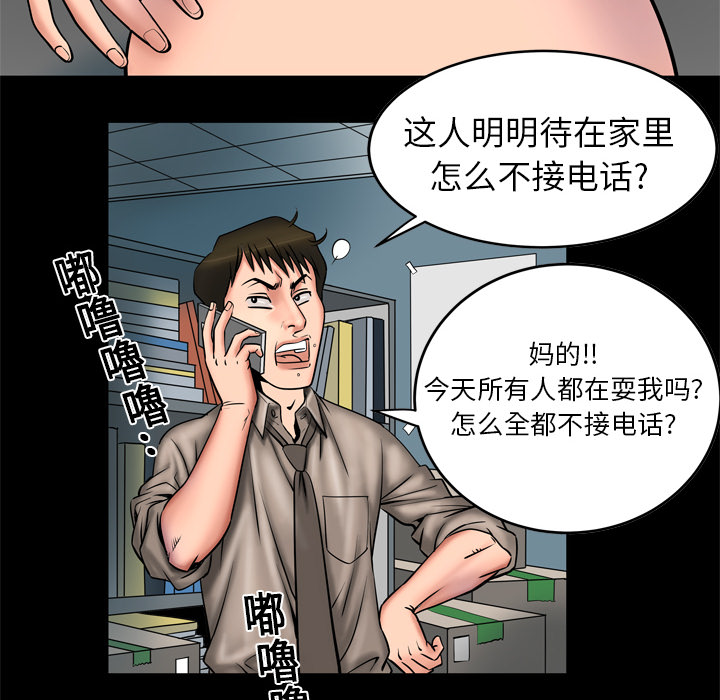 这人明明待在家里
怎么不接电话?
嘟噜噜噜:
妈的!!
今天所有人都在耍我吗?
怎么全都不接电话?
嘟噜